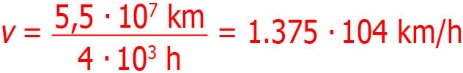 v = 5,5 · 10⁷ km / 4 · 10³ h = 1.375 · 104 km/h